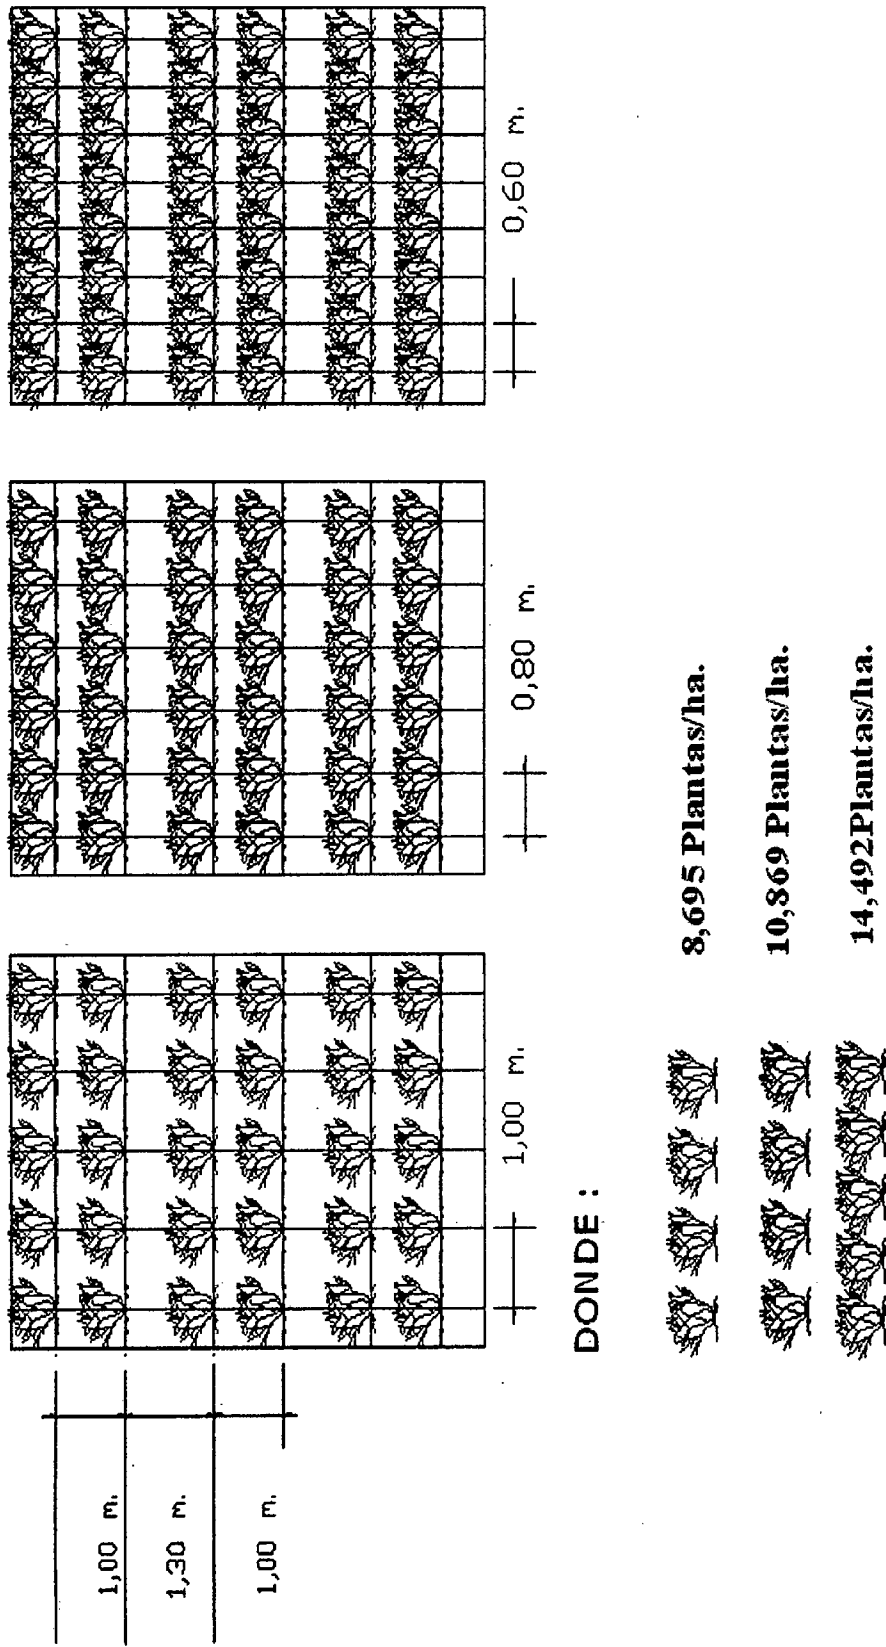 1,00 m.
1,30 m.
1,00 m.
1,00 m.
0,80 m.
0,60 m.
DONDE :
8,695 Plantas/ha.
10,869 Plantas/ha.
14,492Plantas/ha.